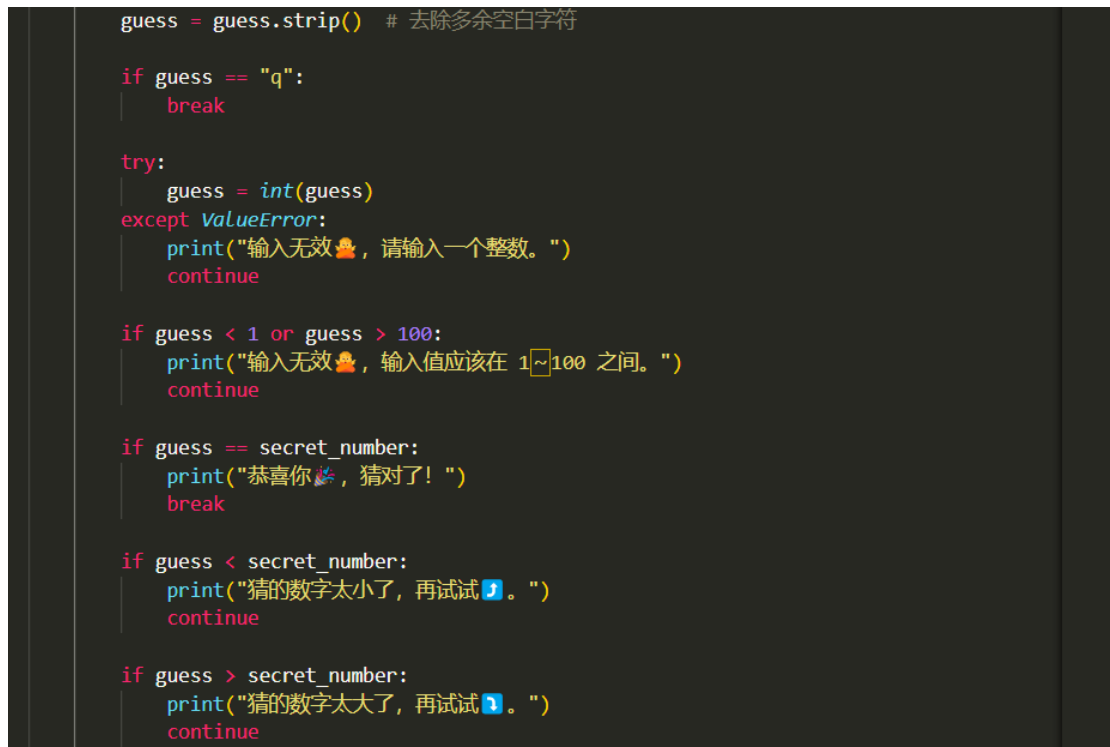 guess = guess.strip()  # 去除多余空白字符
if guess == "q":
break
try:
guess = int(guess)
except ValueError:
print("输入无效🙅，请输入一个整数。")
continue
if guess < 1 or guess > 100:
print("输入无效🙅，输入值应该在 1~100 之间。")
continue
if guess == secret_number:
print("恭喜你🎉，猜对了！")
break
if guess < secret_number:
print("猜的数字太小了，再试试⤴️。")
continue
if guess > secret_number:
print("猜的数字太大了，再试试⤵️。")
continue